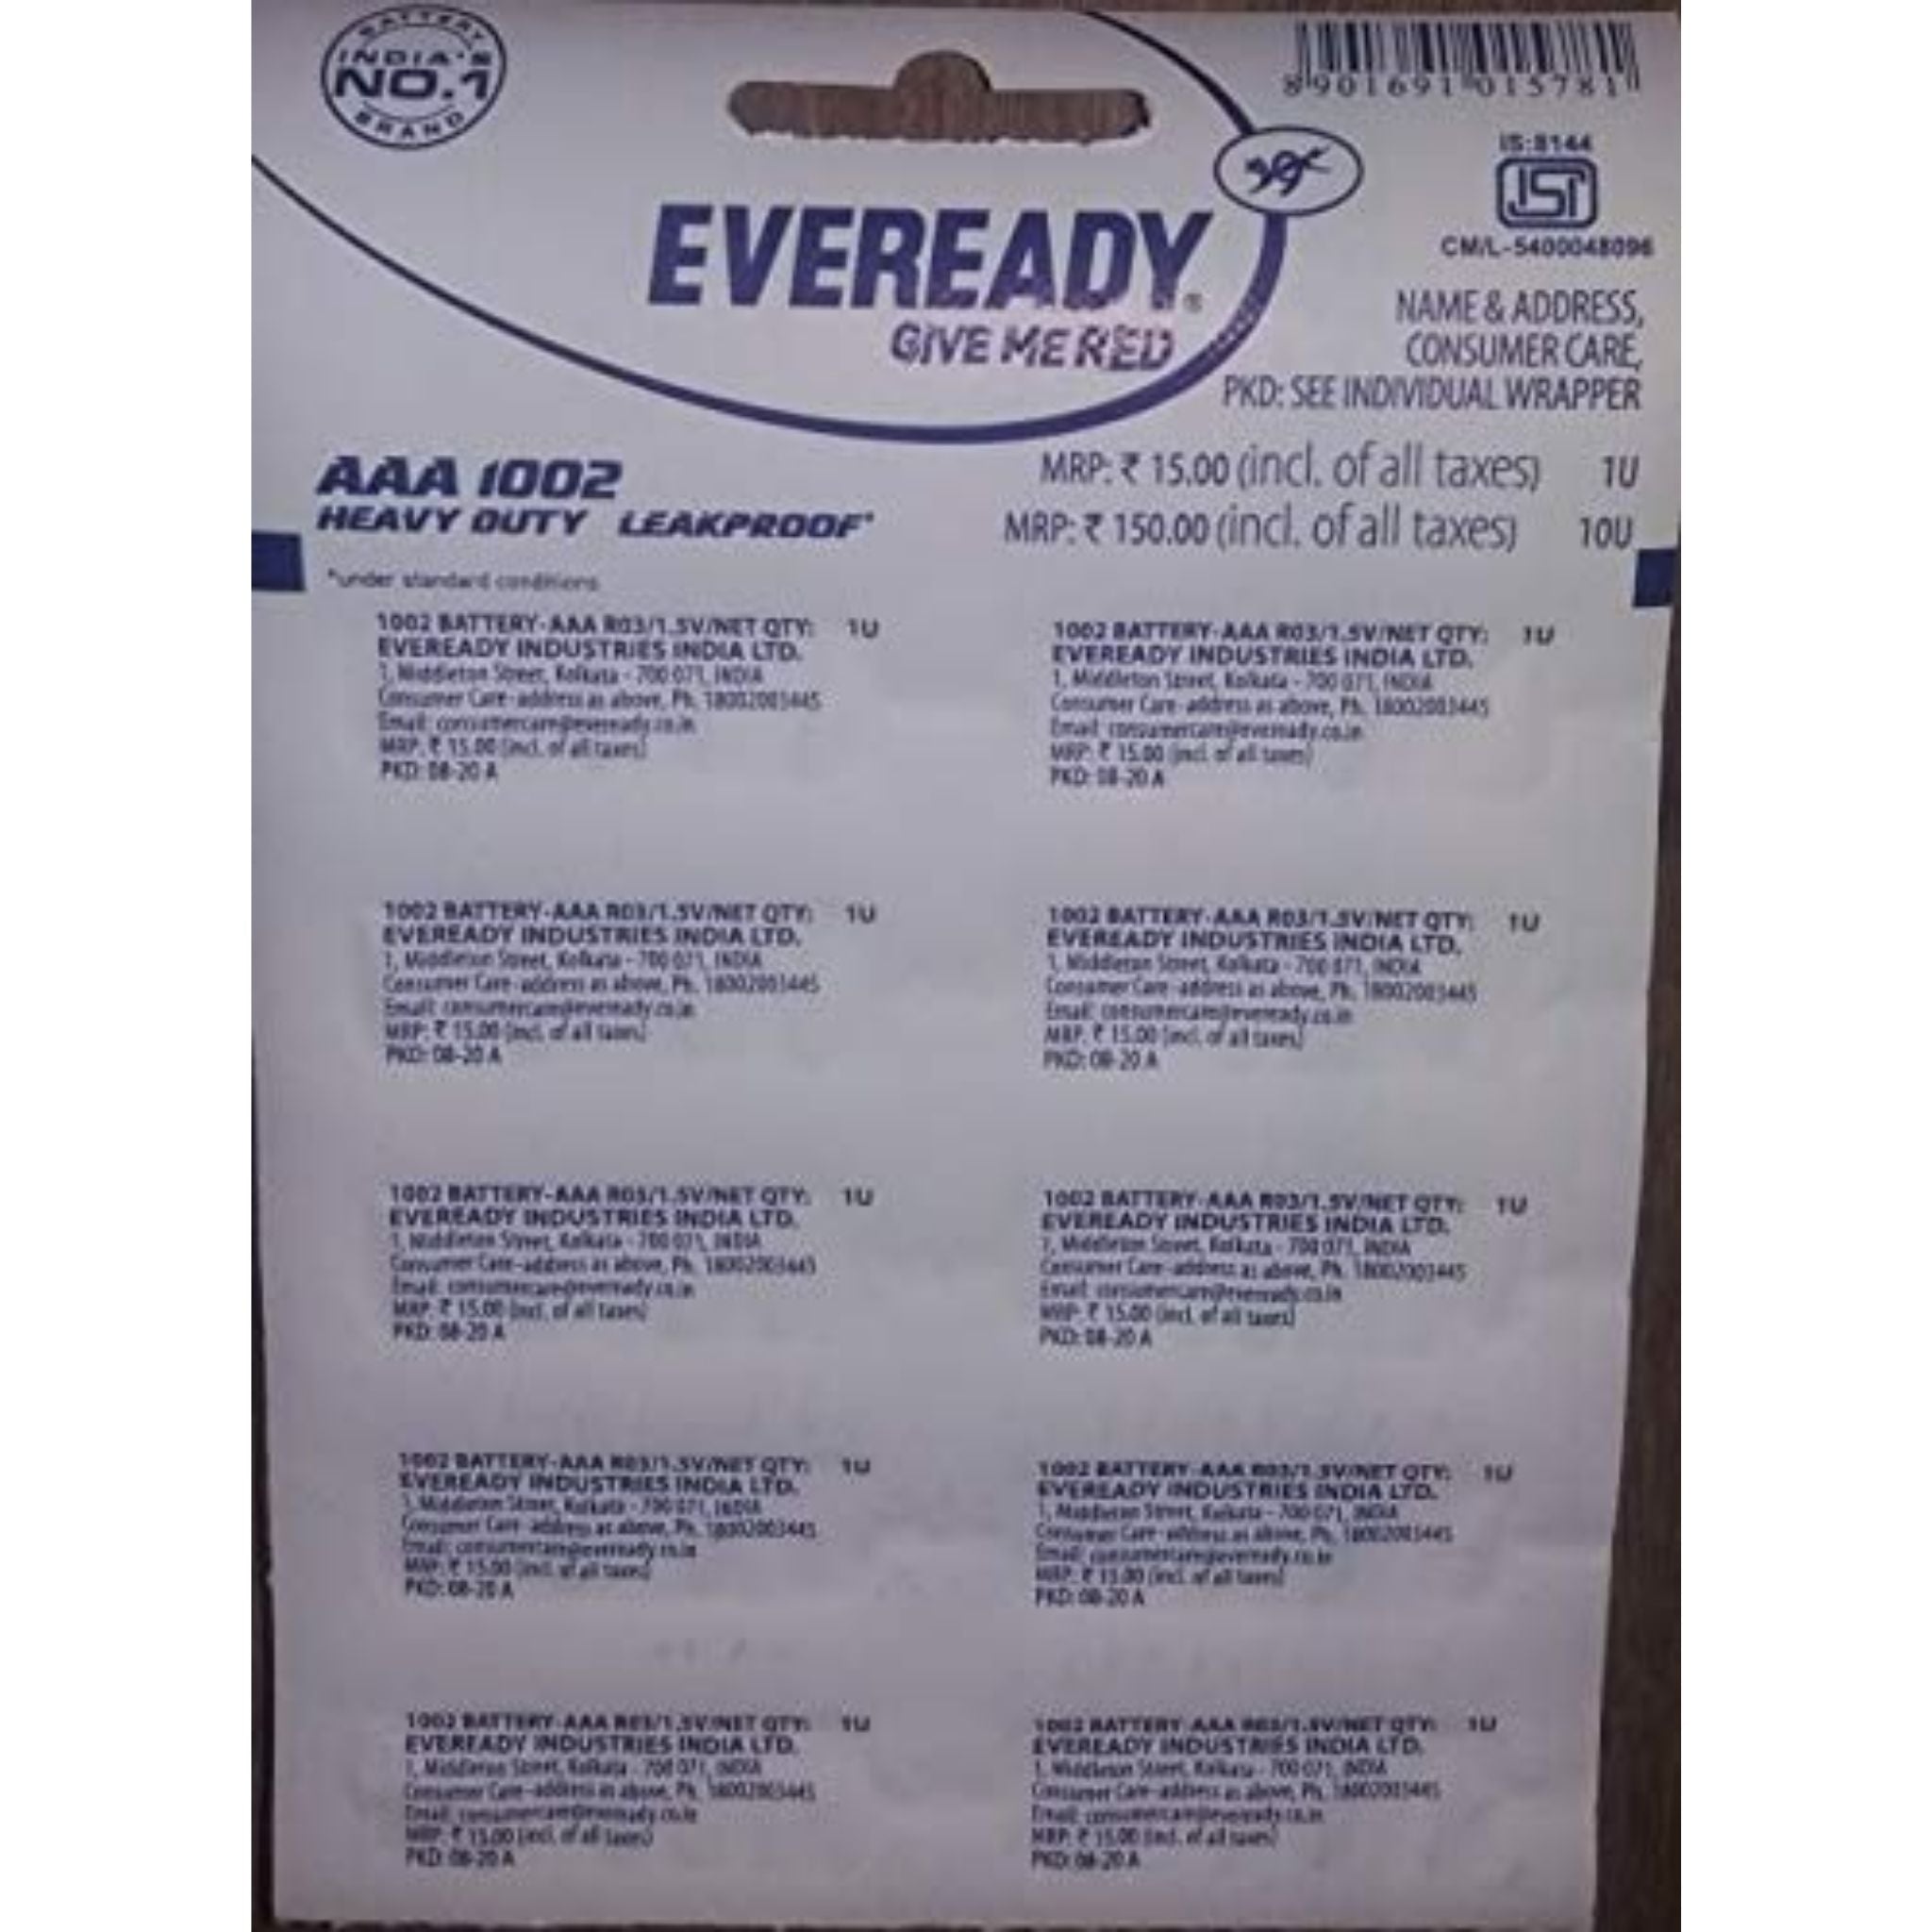 BATTERY
INDIA'S
NO.1
BRAND
8 901691 015781
IS:8144
ISI
CM/L-5400048096
EVEREADY®
GIVE ME RED
NAME & ADDRESS,
CONSUMER CARE,
PKD: SEE INDIVIDUAL WRAPPER
AAA 1002
HEAVY DUTY LEAKPROOF*
*under standard conditions
MRP: ₹ 15.00 (incl. of all taxes) 1U
MRP: ₹ 150.00 (incl. of all taxes) 10U
1002 BATTERY-AAA R03/1.5V/NET QTY: 1U
EVEREADY INDUSTRIES INDIA LTD.
1, Middleton Street, Kolkata - 700 071, INDIA
Consumer Care-address as above, Ph. 18002003445
Email: consumercare@eveready.co.in
MRP: ₹ 15.00 (incl. of all taxes)
PKD: 08-20 A
1002 BATTERY-AAA R03/1.5V/NET QTY: 1U
EVEREADY INDUSTRIES INDIA LTD.
1, Middleton Street, Kolkata - 700 071, INDIA
Consumer Care-address as above, Ph. 18002003445
Email: consumercare@eveready.co.in
MRP: ₹ 15.00 (incl. of all taxes)
PKD: 08-20 A
1002 BATTERY-AAA R03/1.5V/NET QTY: 1U
EVEREADY INDUSTRIES INDIA LTD.
1, Middleton Street, Kolkata - 700 071, INDIA
Consumer Care-address as above, Ph. 18002003445
Email: consumercare@eveready.co.in
MRP: ₹ 15.00 (incl. of all taxes)
PKD: 08-20 A
1002 BATTERY-AAA R03/1.5V/NET QTY: 1U
EVEREADY INDUSTRIES INDIA LTD.
1, Middleton Street, Kolkata - 700 071, INDIA
Consumer Care-address as above, Ph. 18002003445
Email: consumercare@eveready.co.in
MRP: ₹ 15.00 (incl. of all taxes)
PKD: 08-20 A
1002 BATTERY-AAA R03/1.5V/NET QTY: 1U
EVEREADY INDUSTRIES INDIA LTD.
1, Middleton Street, Kolkata - 700 071, INDIA
Consumer Care-address as above, Ph. 18002003445
Email: consumercare@eveready.co.in
MRP: ₹ 15.00 (incl. of all taxes)
PKD: 08-20 A
1002 BATTERY-AAA R03/1.5V/NET QTY: 1U
EVEREADY INDUSTRIES INDIA LTD.
1, Middleton Street, Kolkata - 700 071, INDIA
Consumer Care-address as above, Ph. 18002003445
Email: consumercare@eveready.co.in
MRP: ₹ 15.00 (incl. of all taxes)
PKD: 08-20 A
1002 BATTERY-AAA R03/1.5V/NET QTY: 1U
EVEREADY INDUSTRIES INDIA LTD.
1, Middleton Street, Kolkata - 700 071, INDIA
Consumer Care-address as above, Ph. 18002003445
Email: consumercare@eveready.co.in
MRP: ₹ 15.00 (incl. of all taxes)
PKD: 08-20 A
1002 BATTERY-AAA R03/1.5V/NET QTY: 1U
EVEREADY INDUSTRIES INDIA LTD.
1, Middleton Street, Kolkata - 700 071, INDIA
Consumer Care-address as above, Ph. 18002003445
Email: consumercare@eveready.co.in
MRP: ₹ 15.00 (incl. of all taxes)
PKD: 08-20 A
1002 BATTERY-AAA R03/1.5V/NET QTY: 1U
EVEREADY INDUSTRIES INDIA LTD.
1, Middleton Street, Kolkata - 700 071, INDIA
Consumer Care-address as above, Ph. 18002003445
Email: consumercare@eveready.co.in
MRP: ₹ 15.00 (incl. of all taxes)
PKD: 08-20 A
1002 BATTERY-AAA R03/1.5V/NET QTY: 1U
EVEREADY INDUSTRIES INDIA LTD.
1, Middleton Street, Kolkata - 700 071, INDIA
Consumer Care-address as above, Ph. 18002003445
Email: consumercare@eveready.co.in
MRP: ₹ 15.00 (incl. of all taxes)
PKD: 08-20 A